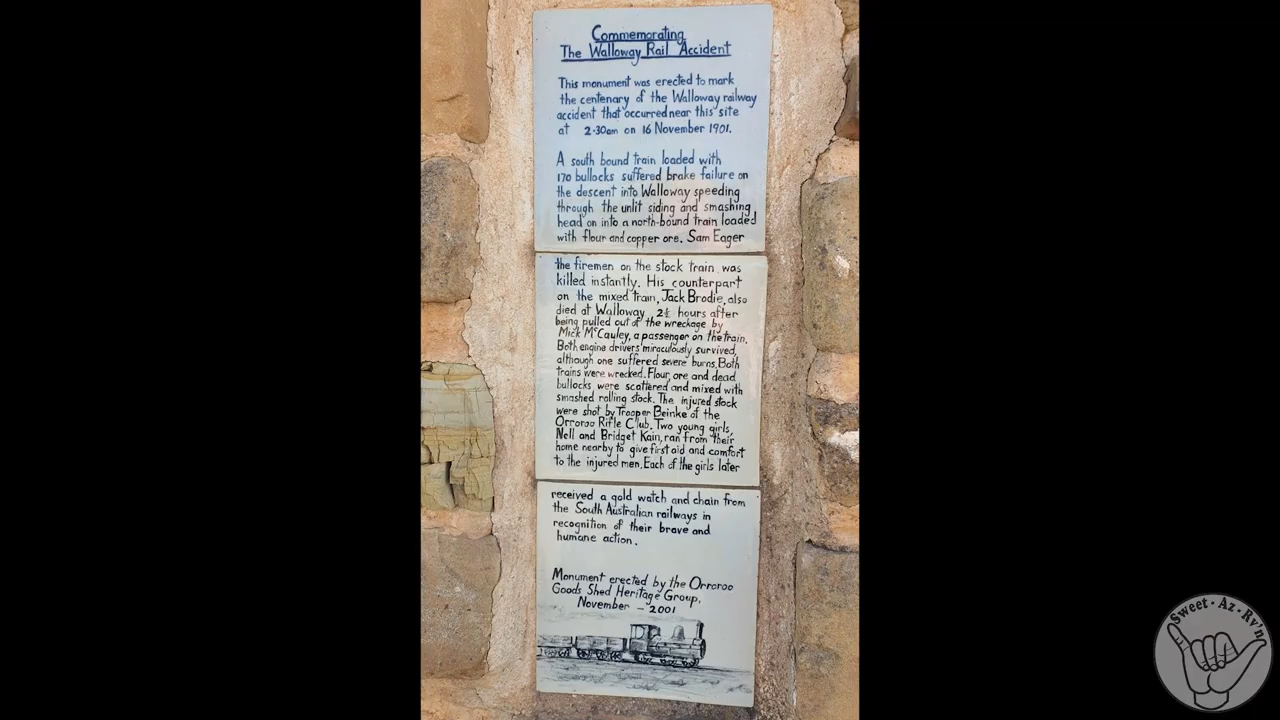 Commemorating
The Walloway Rail Accident
This monument was erected to mark
the centenary of the Walloway railway
accident that occurred near this site
at 2·30am on 16 November 1901.
A south bound train loaded with
170 bullocks suffered brake failure on
the descent into Walloway speeding
through the unlit siding and smashing
head on into a north-bound train loaded
with flour and copper ore. Sam Eager
the firemen on the stock train was
killed instantly. His counterpart
on the mixed train, Jack Brodie, also
died at Walloway 2½ hours after
being pulled out of the wreckage by
Mick McCauley, a passenger on the train.
Both engine drivers miraculously survived,
although one suffered severe burns. Both
trains were wrecked. Flour, ore and dead
bullocks were scattered and mixed with
smashed rolling stock. The injured stock
were shot by Trooper Beinke of the
Orroroo Rifle Club. Two young girls,
Nell and Bridget Kain, ran from their
home nearby to give first aid and comfort
to the injured men. Each of the girls later
received a gold watch and chain from
the South Australian railways in
recognition of their brave and
humane action.
Monument erected by the Orroroo
Goods Shed Heritage Group.
November - 2001
Sweet·Az·Rv'n